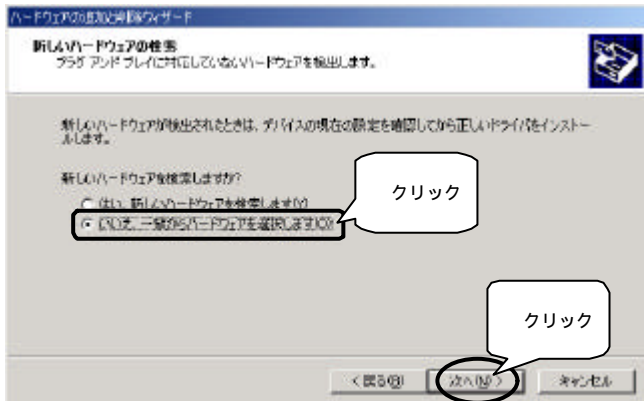 ハードウェアの追加と削除ウィザード
新しいハードウェアの検索
プラグ アンド プレイに対応していないハードウェアを検出します。
新しいハードウェアが検出されたときは、デバイスの現在の設定を確認してから正しいドライバをインストー
ルします。
新しいハードウェアを検索しますか?
はい、新しいハードウェアを検索します(Y)
いいえ、一覧からハードウェアを選択します(O)
クリック
クリック
< 戻る(B)
次へ(N) >
キャンセル